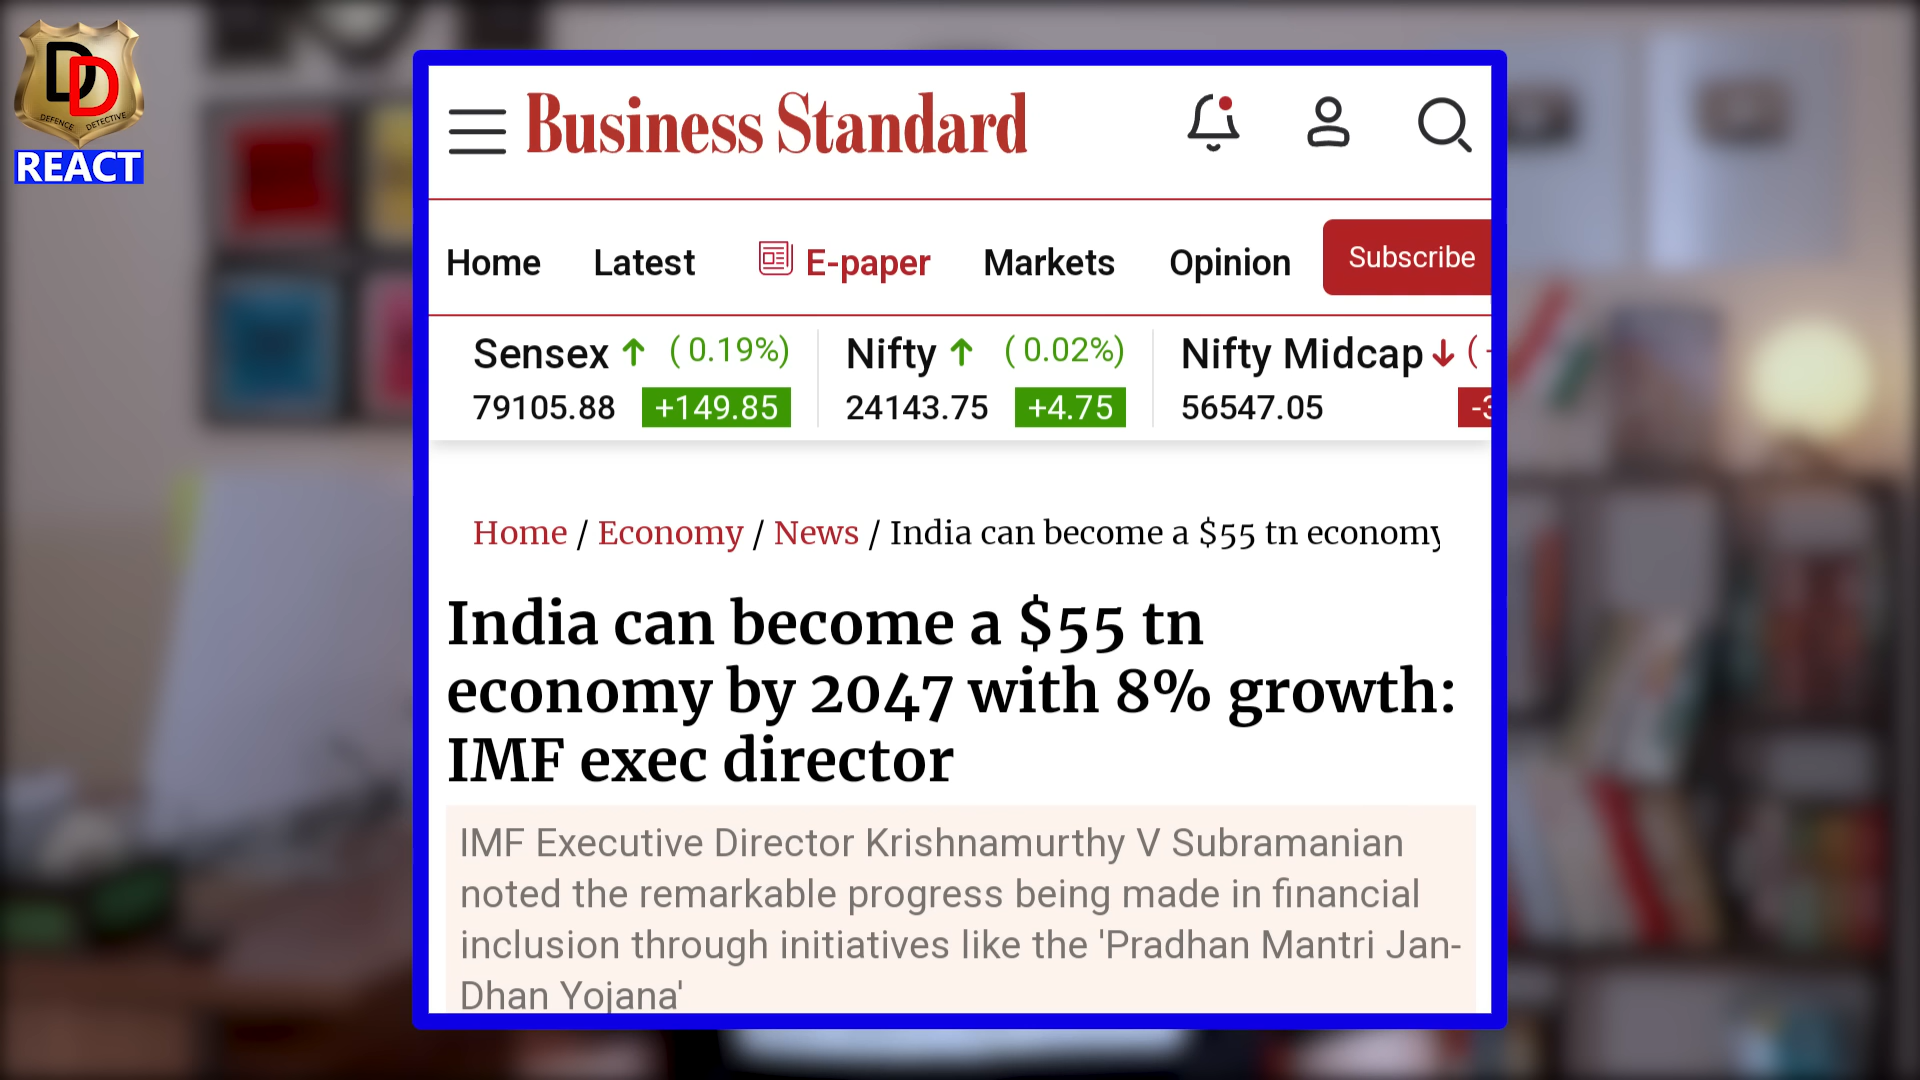 DD
DEFENCE DETECTIVE
REACT
Business Standard
Home Latest E-paper Markets Opinion Subscribe
Sensex ↑ ( 0.19%) Nifty ↑ ( 0.02%) Nifty Midcap ↓ ( -
79105.88 +149.85 24143.75 +4.75 56547.05 -3
Home / Economy / News / India can become a $55 tn economy
India can become a $55 tn
economy by 2047 with 8% growth:
IMF exec director
IMF Executive Director Krishnamurthy V Subramanian
noted the remarkable progress being made in financial
inclusion through initiatives like the 'Pradhan Mantri Jan-
Dhan Yojana'